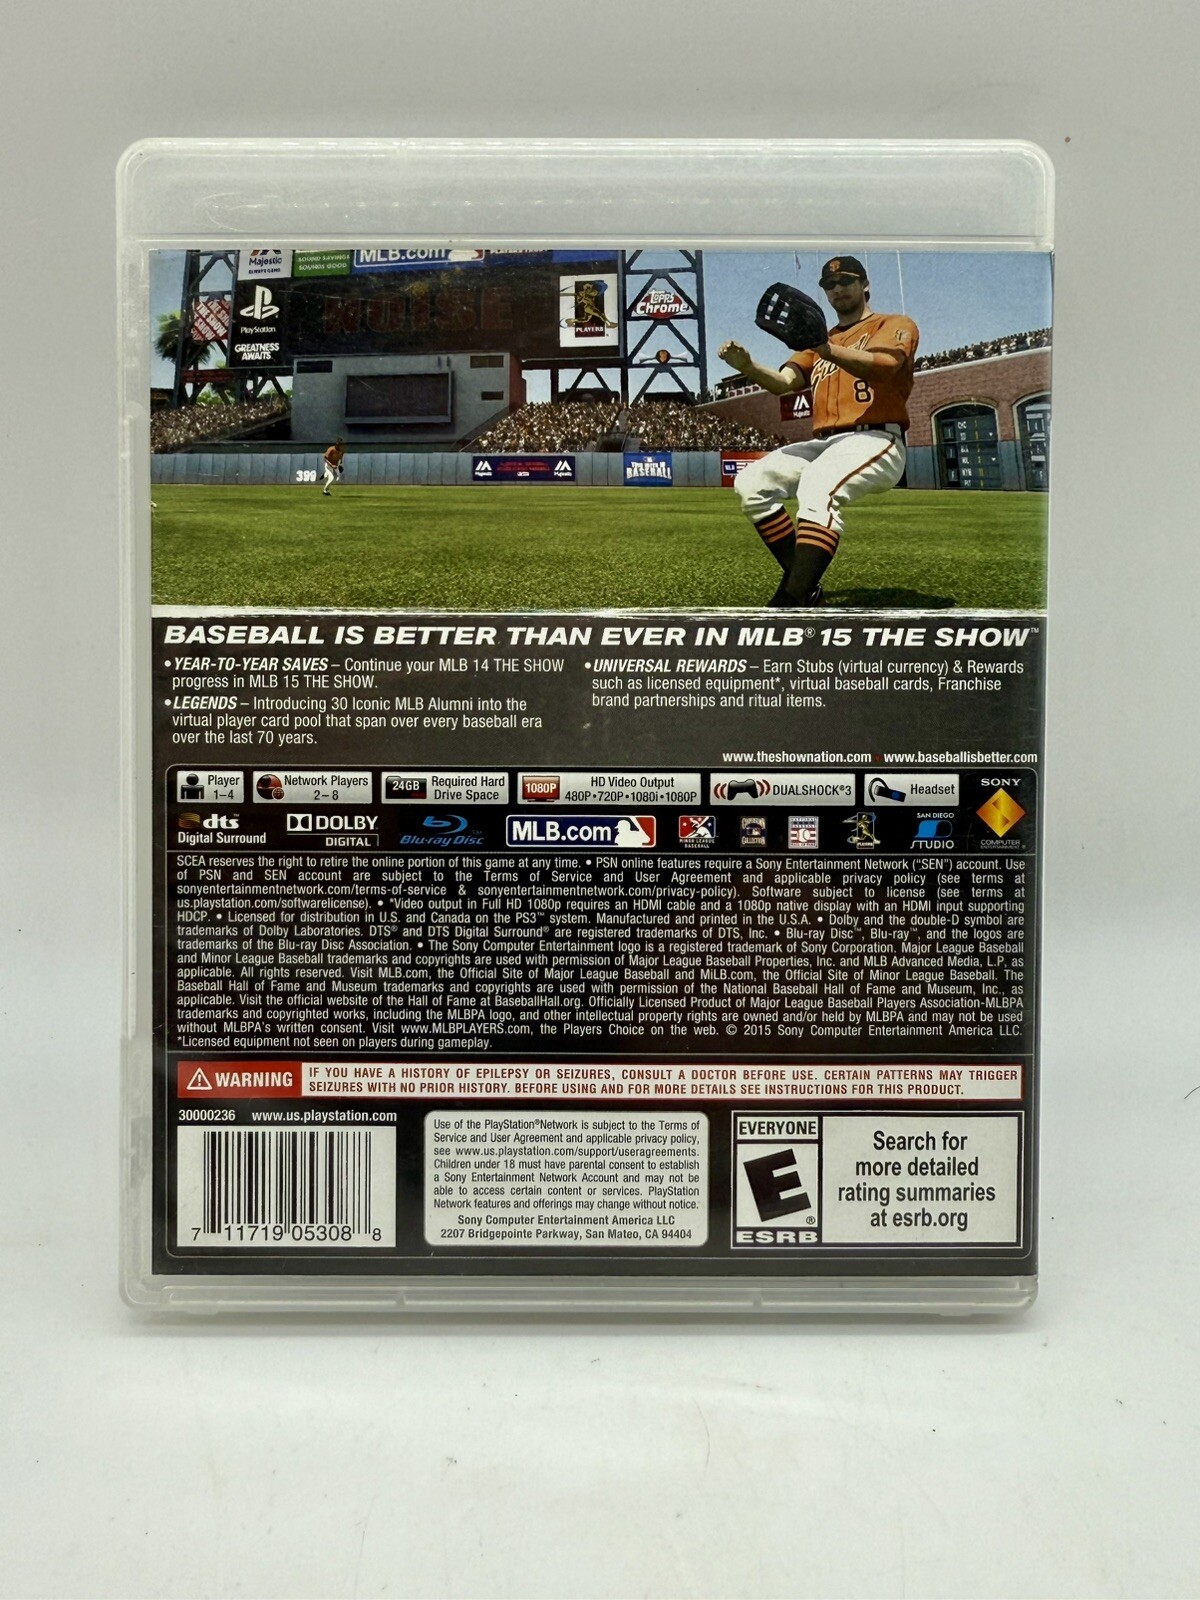 Majestic
ALWAYS GAME
SOUND SAVINGS
SOUNDS GOOD
MLB.com
NOISE
PlayStation
GREATNESS
AWAITS
PLAYERS
TOPPS
Chrome
Giants
8
Majestic
399
Majestic
Majestic
THIS WEEK IN
BASEBALL
BASEBALL IS BETTER THAN EVER IN MLB® 15 THE SHOW™
• YEAR-TO-YEAR SAVES – Continue your MLB 14 THE SHOW
progress in MLB 15 THE SHOW.
• LEGENDS – Introducing 30 Iconic MLB Alumni into the
virtual player card pool that span over every baseball era
over the last 70 years.
• UNIVERSAL REWARDS – Earn Stubs (virtual currency) & Rewards
such as licensed equipment*, virtual baseball cards, Franchise
brand partnerships and ritual items.
www.theshownation.com • www.baseballisbetter.com
Player
1–4
Network Players
2–8
24GB
Required Hard
Drive Space
1080P
HD Video Output
480P•720P•1080i•1080P
DUALSHOCK®3
Headset
SONY
COMPUTER
ENTERTAINMENT®
dts™
Digital Surround
DOLBY
DIGITAL
Blu-ray Disc™
MLB.com
MINOR LEAGUE
BASEBALL
PLAYERS
SAN DIEGO
STUDIO
SCEA reserves the right to retire the online portion of this game at any time. • PSN online features require a Sony Entertainment Network (“SEN”) account. Use
of PSN and SEN account are subject to the Terms of Service and User Agreement and applicable privacy policy (see terms at
sonyentertainmentnetwork.com/terms-of-service & sonyentertainmentnetwork.com/privacy-policy). Software subject to license (see terms at
us.playstation.com/softwarelicense). • *Video output in Full HD 1080p requires an HDMI cable and a 1080p native display with an HDMI input supporting
HDCP. • Licensed for distribution in U.S. and Canada on the PS3™ system. Manufactured and printed in the U.S.A. • Dolby and the double-D symbol are
trademarks of Dolby Laboratories. DTS® and DTS Digital Surround® are registered trademarks of DTS, Inc. • Blu-ray Disc™, Blu-ray™, and the logos are
trademarks of the Blu-ray Disc Association. • The Sony Computer Entertainment logo is a registered trademark of Sony Corporation. Major League Baseball
and Minor League Baseball trademarks and copyrights are used with permission of Major League Baseball Properties, Inc. and MLB Advanced Media, L.P, as
applicable. All rights reserved. Visit MLB.com, the Official Site of Major League Baseball and MiLB.com, the Official Site of Minor League Baseball. The
Baseball Hall of Fame and Museum trademarks and copyrights are used with permission of the National Baseball Hall of Fame and Museum, Inc., as
applicable. Visit the official website of the Hall of Fame at BaseballHall.org. Officially Licensed Product of Major League Baseball Players Association-MLBPA
trademarks and copyrighted works, including the MLBPA logo, and other intellectual property rights are owned and/or held by MLBPA and may not be used
without MLBPA's written consent. Visit www.MLBPLAYERS.com, the Players Choice on the web. © 2015 Sony Computer Entertainment America LLC.
*Licensed equipment not seen on players during gameplay.
WARNING
IF YOU HAVE A HISTORY OF EPILEPSY OR SEIZURES, CONSULT A DOCTOR BEFORE USE. CERTAIN PATTERNS MAY TRIGGER
SEIZURES WITH NO PRIOR HISTORY. BEFORE USING AND FOR MORE DETAILS SEE INSTRUCTIONS FOR THIS PRODUCT.
30000236 www.us.playstation.com
7 11719 05308 8
Use of the PlayStation®Network is subject to the Terms of
Service and User Agreement and applicable privacy policy,
see www.us.playstation.com/support/useragreements.
Children under 18 must have parental consent to establish
a Sony Entertainment Network Account and may not be
able to access certain content or services. PlayStation
Network features and offerings may change without notice.
Sony Computer Entertainment America LLC
2207 Bridgepointe Parkway, San Mateo, CA 94404
EVERYONE
E
®
ESRB
Search for
more detailed
rating summaries
at esrb.org